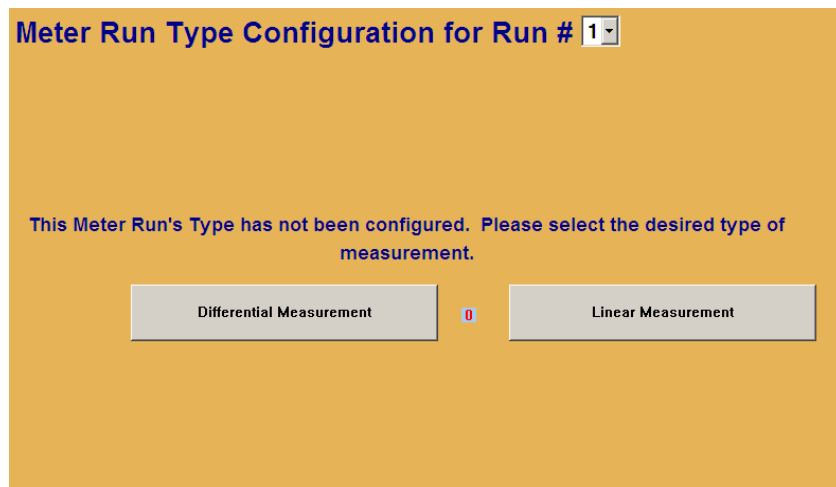 Meter Run Type Configuration for Run # 1
This Meter Run's Type has not been configured.  Please select the desired type of
measurement.
Differential Measurement 0 Linear Measurement